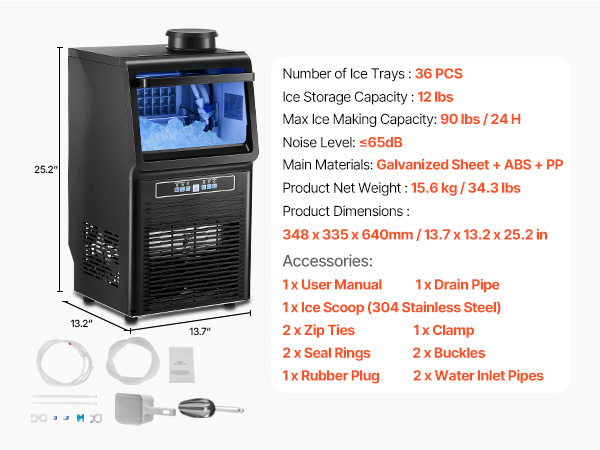 Number of Ice Trays : 36 PCS
Ice Storage Capacity : 12 lbs
Max Ice Making Capacity: 90 lbs / 24 H
Noise Level: ≤65dB
Main Materials: Galvanized Sheet + ABS + PP
Product Net Weight : 15.6 kg / 34.3 lbs
Product Dimensions :
348 x 335 x 640mm / 13.7 x 13.2 x 25.2 in
Accessories:
1 x User Manual 1 x Drain Pipe
1 x Ice Scoop (304 Stainless Steel)
2 x Zip Ties 1 x Clamp
2 x Seal Rings 2 x Buckles
1 x Rubber Plug 2 x Water Inlet Pipes
25.2”
13.2”
13.7”